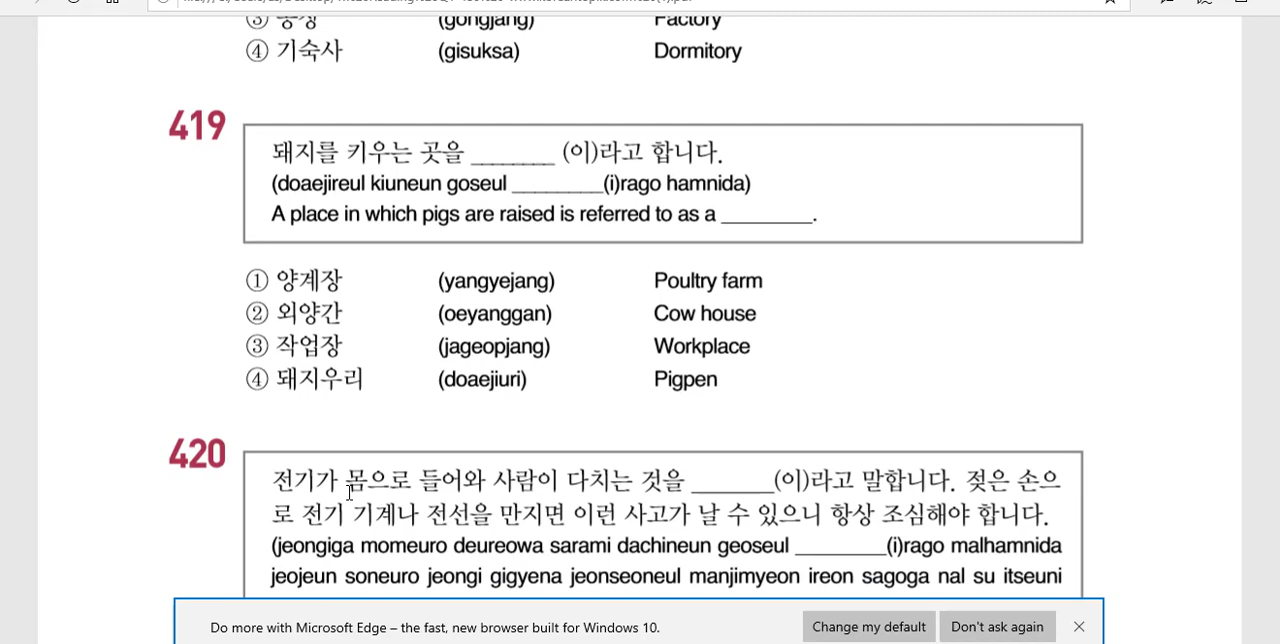 ③ 공장 (gongjang) Factory
④ 기숙사 (gisuksa) Dormitory
419
돼지를 키우는 곳을 ________ (이)라고 합니다.
(doaejireul kiuneun goseul _________(i)rago hamnida)
A place in which pigs are raised is referred to as a _________.
① 양계장 (yangyejang) Poultry farm
② 외양간 (oeyanggan) Cow house
③ 작업장 (jageopjang) Workplace
④ 돼지우리 (doaejiuri) Pigpen
420
전기가 몸으로 들어와 사람이 다치는 것을 ________(이)라고 말합니다. 젖은 손으
로 전기 기계나 전선을 만지면 이런 사고가 날 수 있으니 항상 조심해야 합니다.
(jeongiga momeuro deureowa sarami dachineun geoseul _________(i)rago malhamnida
jeojeun soneuro jeongi gigyena jeonseoneul manjimyeon ireon sagoga nal su itseuni
Do more with Microsoft Edge – the fast, new browser built for Windows 10. Change my default Don't ask again